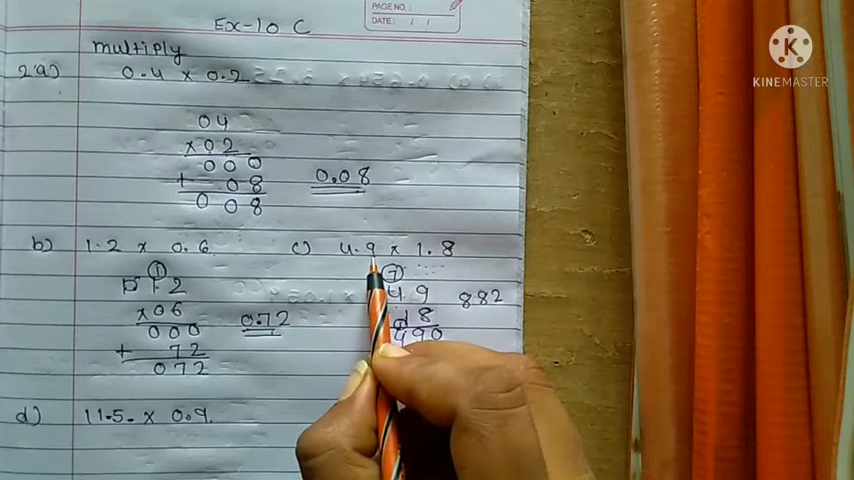 PAGE NO.:
DATE: / /
Ex-10 C
multiply
2.a) 0.4 x 0.2
04
x02
000
+ 08
008
0.08
b) 1.2 x 0.6
1
12
x06
000
+ 72
072
0.72
c) 4.9 x 1.8
7
49
18
490
882
d) 11.5. x 0.9.
K
KINEMASTER